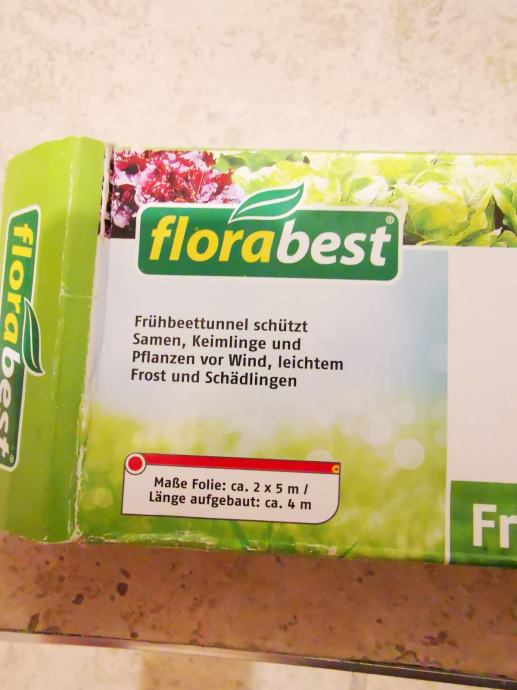 florabest
florabest®
Frühbeettunnel schützt
Samen, Keimlinge und
Pflanzen vor Wind, leichtem
Frost und Schädlingen
Maße Folie: ca. 2 x 5 m /
Länge aufgebaut: ca. 4 m
Fr